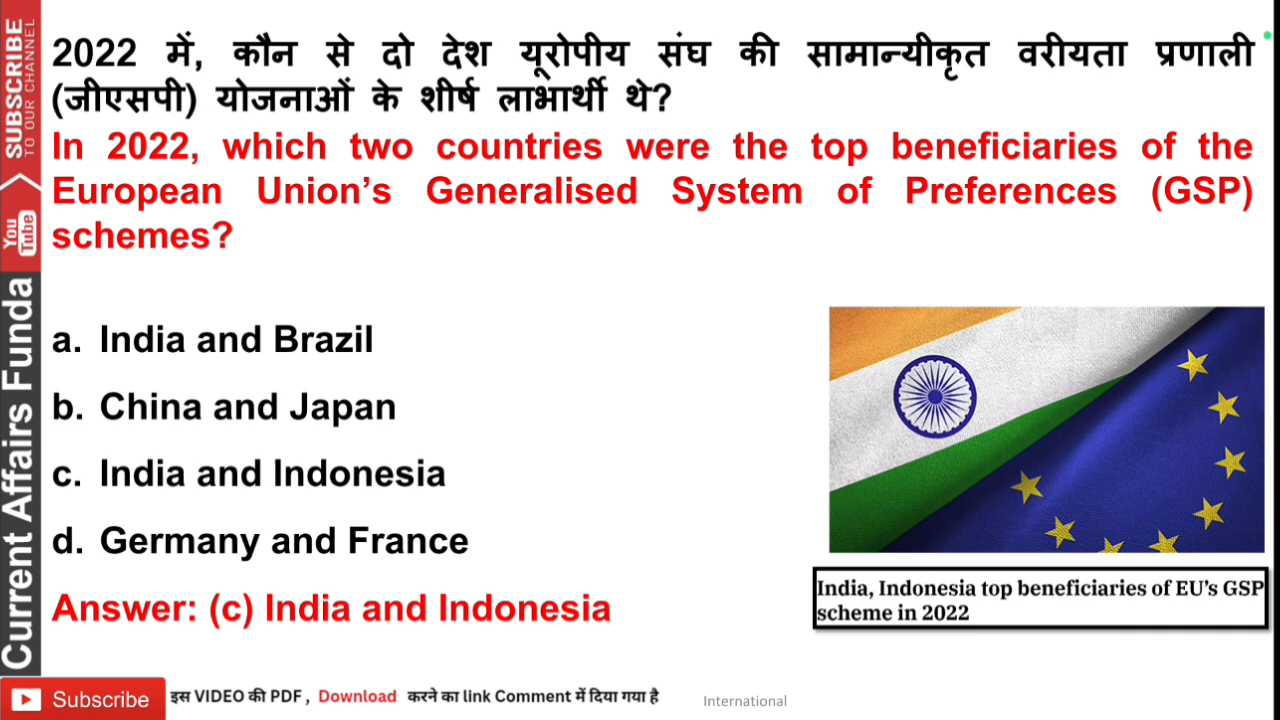 SUBSCRIBE
TO OUR CHANNEL
You
Tube
Current Affairs Funda
2022 में, कौन से दो देश यूरोपीय संघ की सामान्यीकृत वरीयता प्रणाली
(जीएसपी) योजनाओं के शीर्ष लाभार्थी थे?
In 2022, which two countries were the top beneficiaries of the
European Union’s Generalised System of Preferences (GSP)
schemes?
a. India and Brazil
b. China and Japan
c. India and Indonesia
d. Germany and France
Answer: (c) India and Indonesia
India, Indonesia top beneficiaries of EU’s GSP
scheme in 2022
Subscribe
इस VIDEO की PDF , Download करने का link Comment में दिया गया है
International